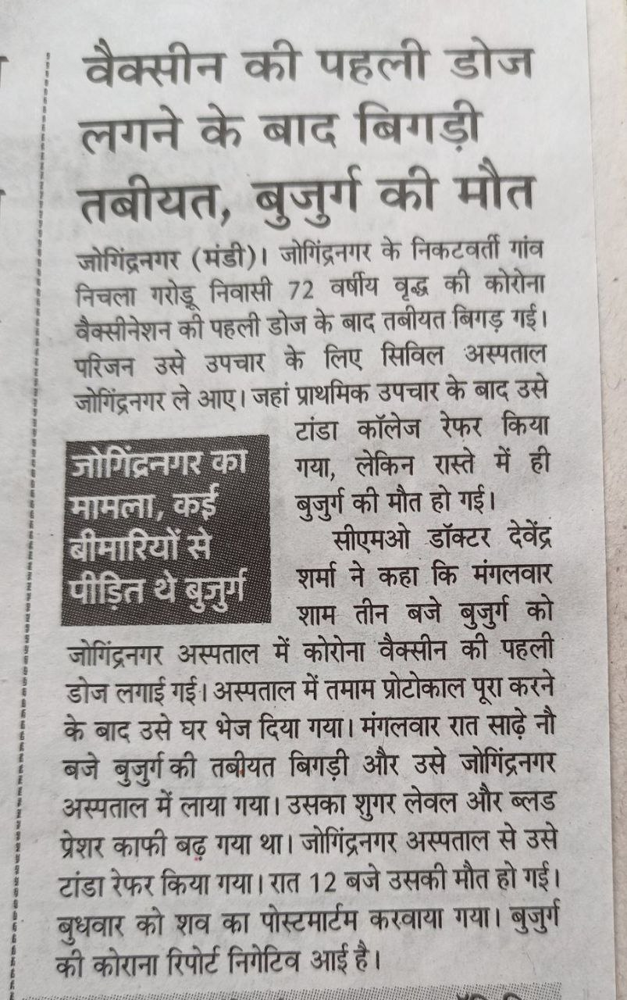 वैक्सीन की पहली डोज
लगने के बाद बिगड़ी
तबीयत, बुजुर्ग की मौत
जोगिंद्रनगर (मंडी)। जोगिंद्रनगर के निकटवर्ती गांव
निचला गरोडू निवासी 72 वर्षीय वृद्ध की कोरोना
वैक्सीनेशन की पहली डोज के बाद तबीयत बिगड़ गई।
परिजन उसे उपचार के लिए सिविल अस्पताल
जोगिंद्रनगर ले आए। जहां प्राथमिक उपचार के बाद उसे
टांडा कॉलेज रेफर किया
गया, लेकिन रास्ते में ही
बुजुर्ग की मौत हो गई।
जोगिंद्रनगर का
मामला, कई
बीमारियों से
पीड़ित थे बुजुर्ग
सीएमओ डॉक्टर देवेंद्र
शर्मा ने कहा कि मंगलवार
शाम तीन बजे बुजुर्ग को
जोगिंद्रनगर अस्पताल में कोरोना वैक्सीन की पहली
डोज लगाई गई। अस्पताल में तमाम प्रोटोकाल पूरा करने
के बाद उसे घर भेज दिया गया। मंगलवार रात साढ़े नौ
बजे बुजुर्ग की तबीयत बिगड़ी और उसे जोगिंद्रनगर
अस्पताल में लाया गया। उसका शुगर लेवल और ब्लड
प्रेशर काफी बढ़ गया था। जोगिंद्रनगर अस्पताल से उसे
टांडा रेफर किया गया। रात 12 बजे उसकी मौत हो गई।
बुधवार को शव का पोस्टमार्टम करवाया गया। बुजुर्ग
की कोराना रिपोर्ट निगेटिव आई है।